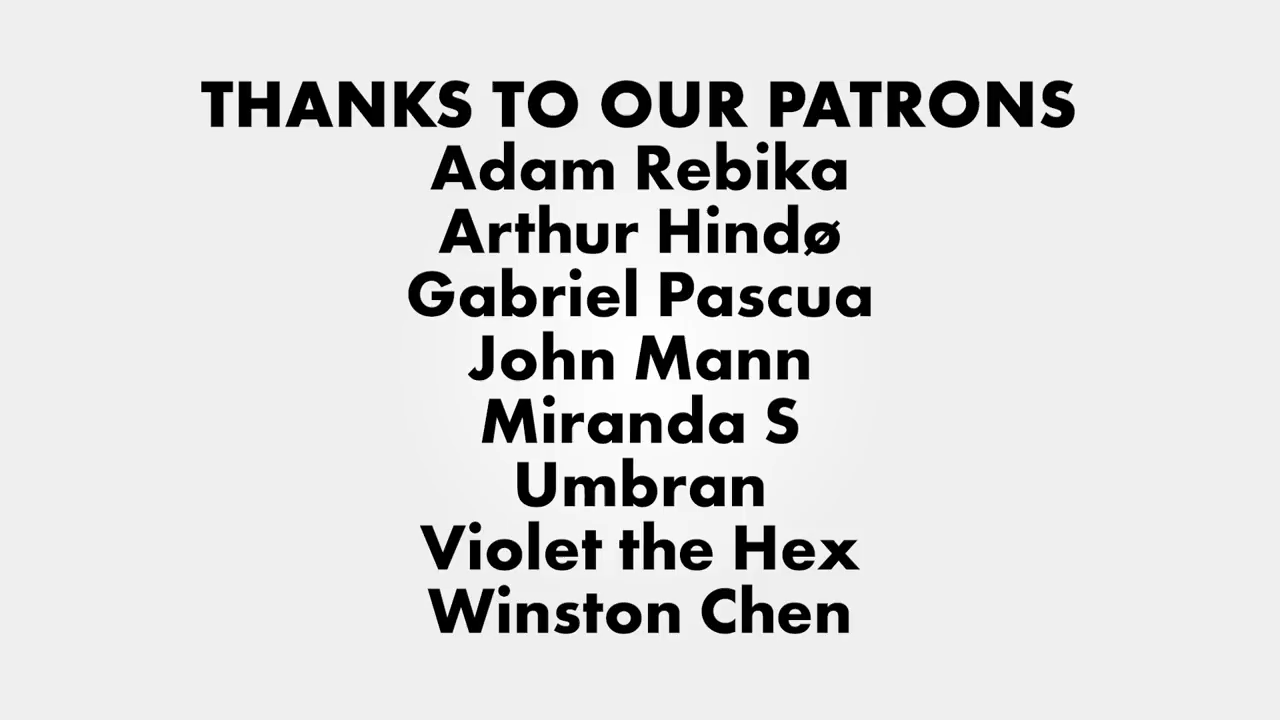 THANKS TO OUR PATRONS
Adam Rebika
Arthur Hindø
Gabriel Pascua
John Mann
Miranda S
Umbran
Violet the Hex
Winston Chen